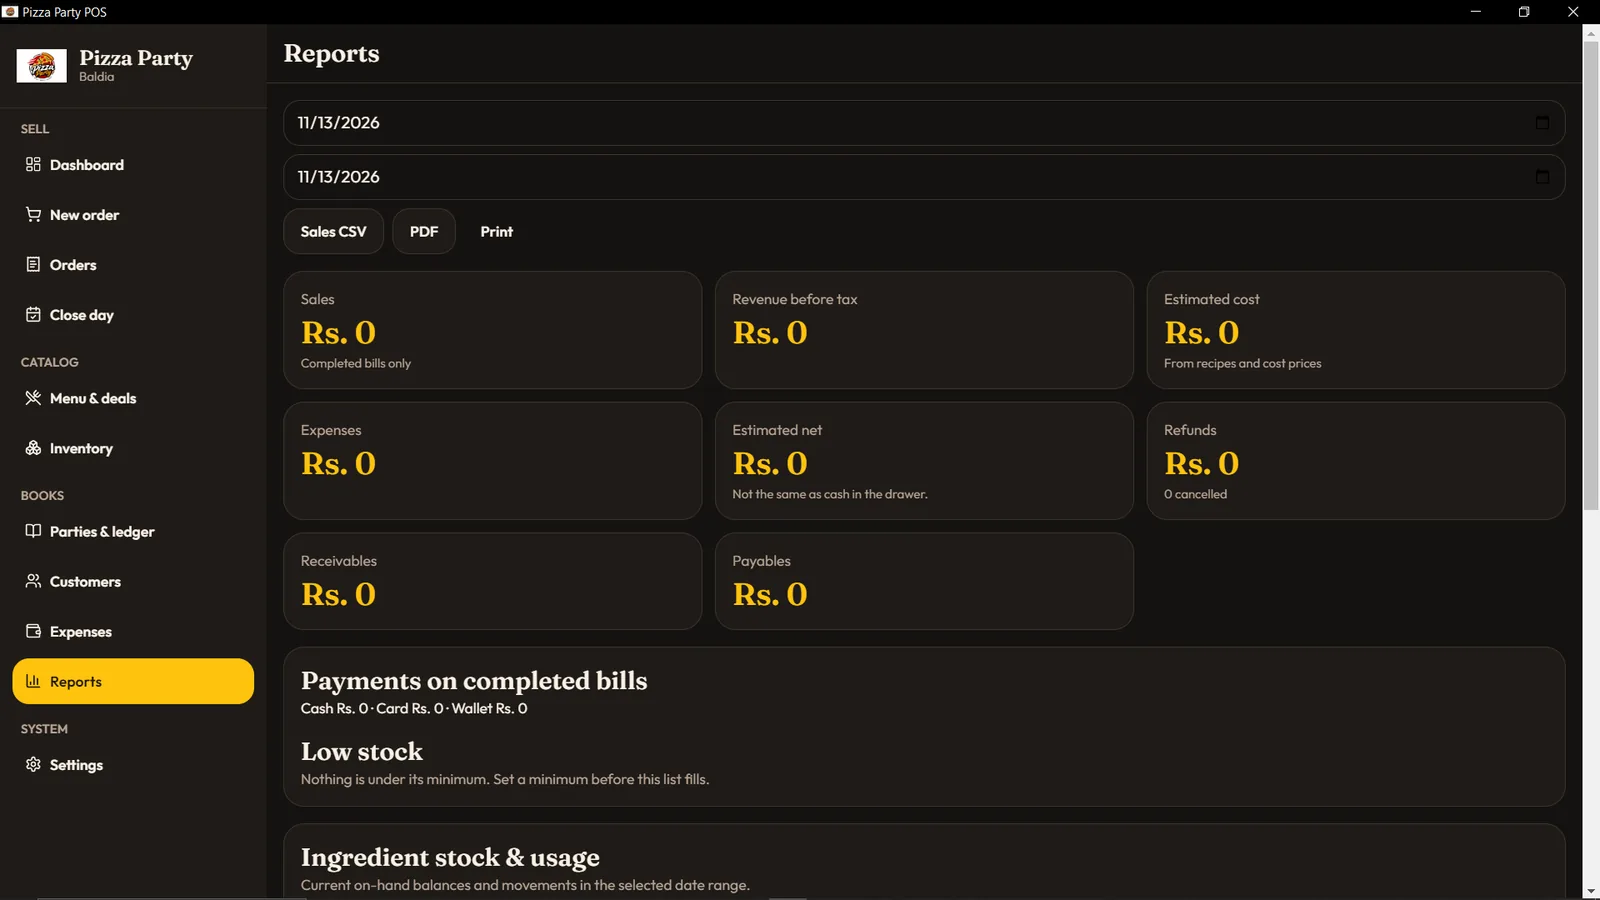 Pizza Party POS
Pizza Party
Baldia
SELL
Dashboard
New order
Orders
Close day
CATALOG
Menu & deals
Inventory
BOOKS
Parties & ledger
Customers
Expenses
Reports
SYSTEM
Settings
Reports
11/13/2026
11/13/2026
Sales CSV PDF Print
Sales
Rs. 0
Completed bills only
Revenue before tax
Rs. 0
Estimated cost
Rs. 0
From recipes and cost prices
Expenses
Rs. 0
Estimated net
Rs. 0
Not the same as cash in the drawer.
Refunds
Rs. 0
0 cancelled
Receivables
Rs. 0
Payables
Rs. 0
Payments on completed bills
Cash Rs. 0 · Card Rs. 0 · Wallet Rs. 0
Low stock
Nothing is under its minimum. Set a minimum before this list fills.
Ingredient stock & usage
Current on-hand balances and movements in the selected date range.